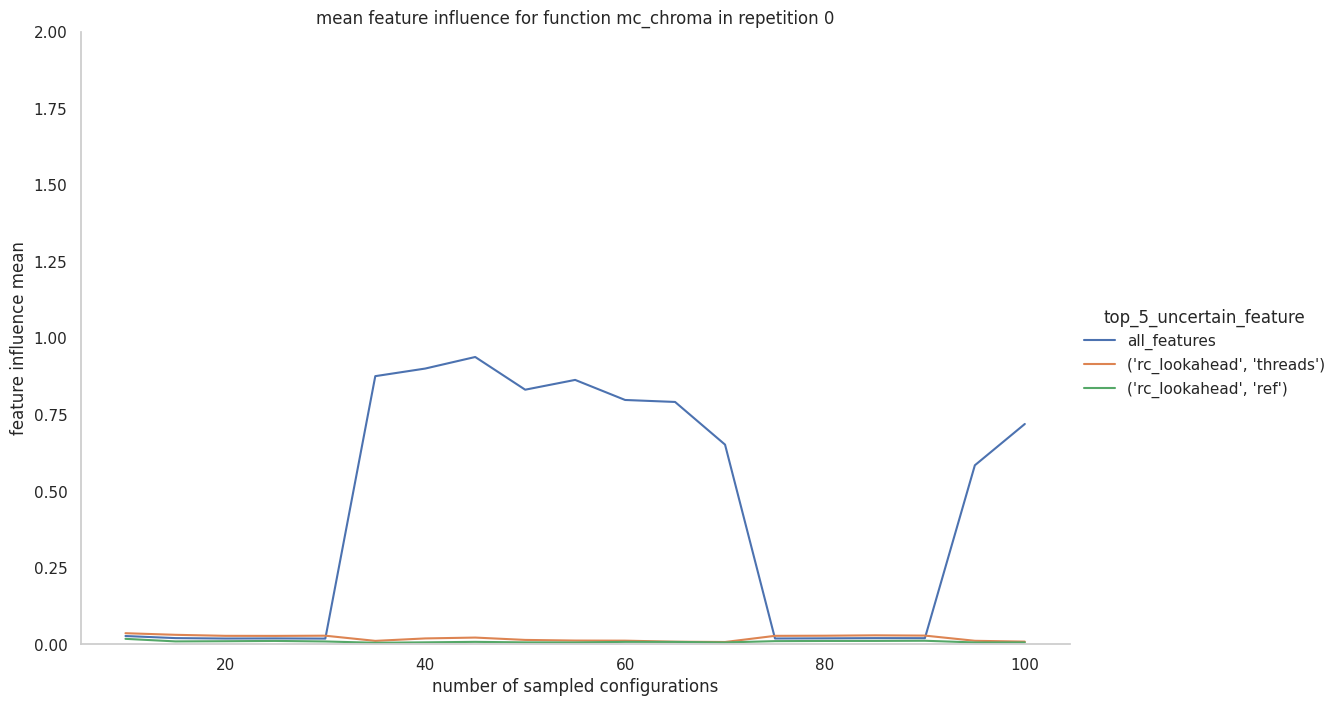 mean feature influence for function mc_chroma in repetition 0
2.00
1.75
1.50
1.25
1.00
0.75
0.50
0.25
0.00
feature influence mean
20
40
60
80
100
number of sampled configurations
top_5_uncertain_feature
all_features
('rc_lookahead', 'threads')
('rc_lookahead', 'ref')